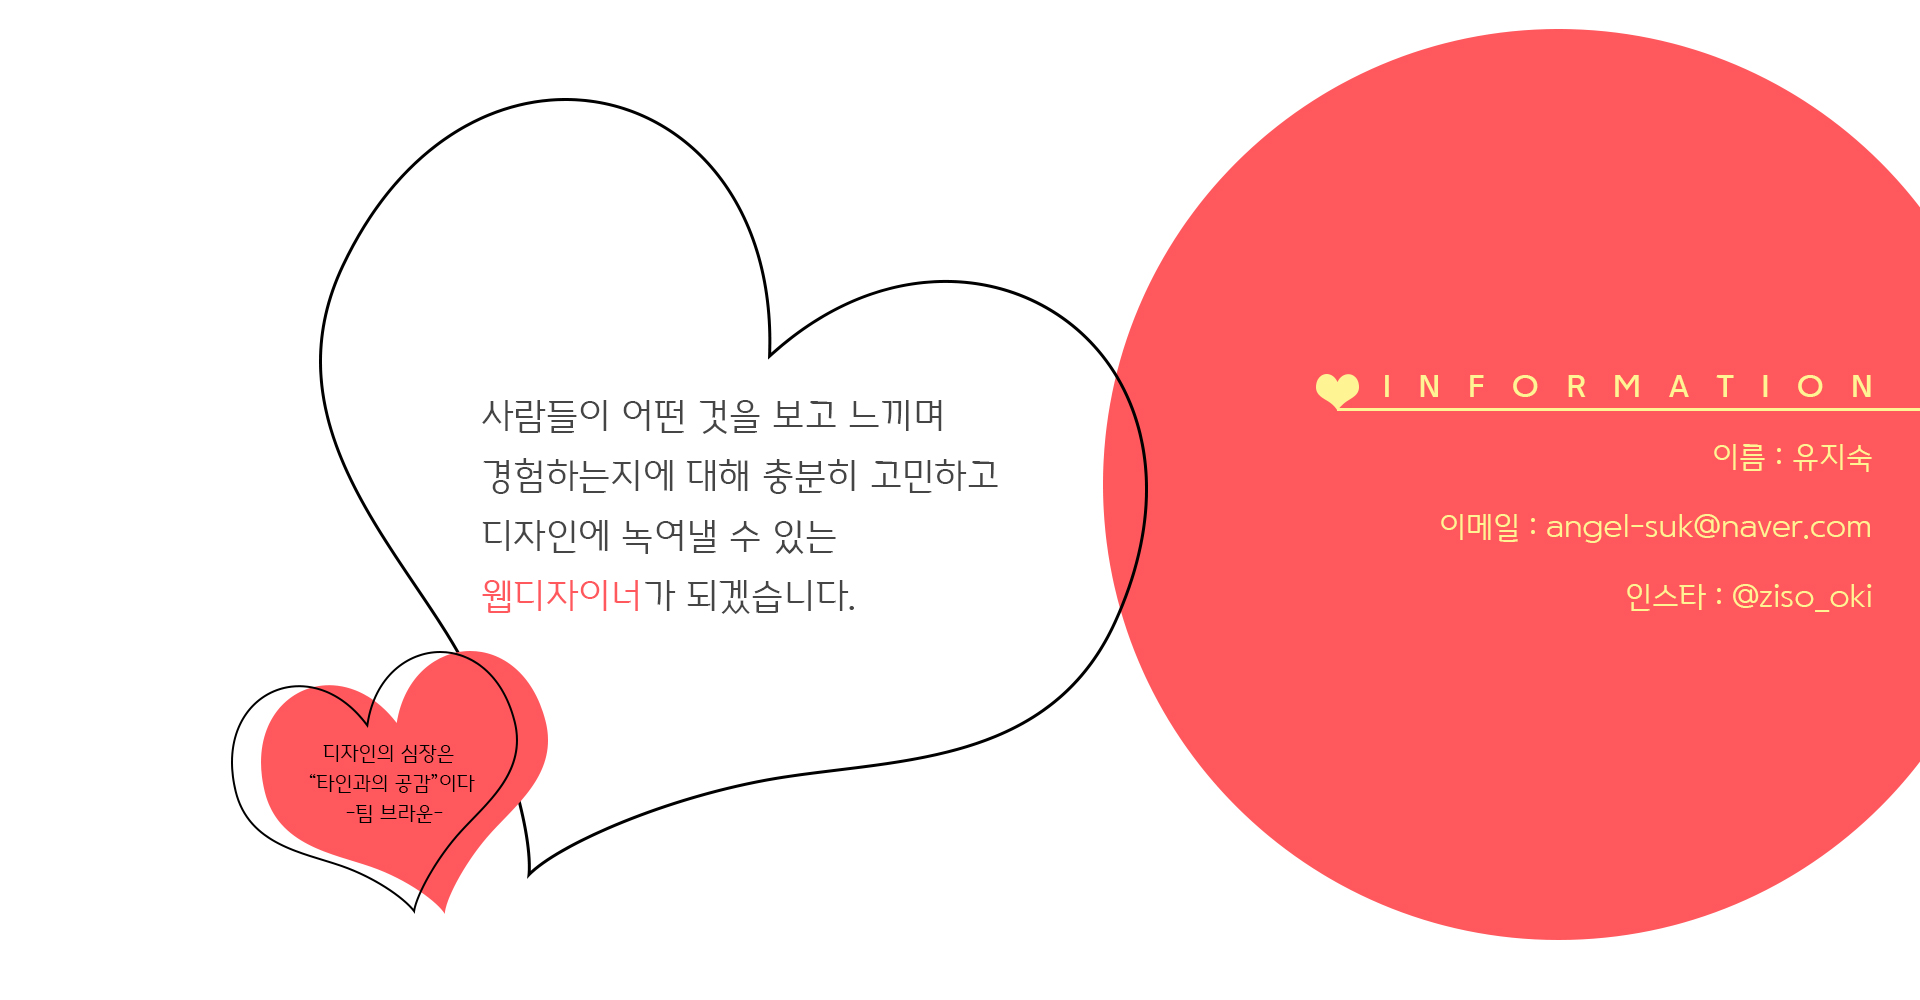 사람들이 어떤 것을 보고 느끼며
경험하는지에 대해 충분히 고민하고
디자인에 녹여낼 수 있는
웹디자이너가 되겠습니다.
디자인의 심장은
“타인과의 공감”이다
-팀 브라운-
INFORMATION
이름 : 유지숙
이메일 : angel-suk@naver.com
인스타 : @ziso_oki